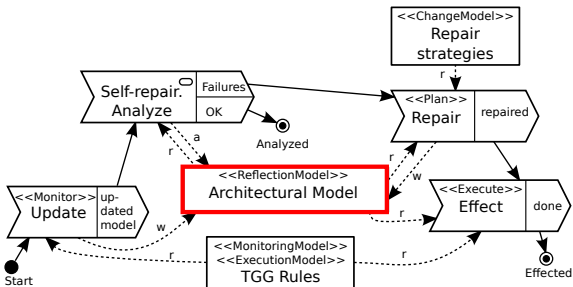 <<ChangeModel>>
Repair
strategies
r
Self-repair.
Analyze
Failures
OK
Analyzed
a
r
<<Plan>>
Repair
repaired
r
w
<<ReflectionModel>>
Architectural Model
<<Monitor>>
Update
up-
dated
model
w
r
<<Execute>>
Effect
done
Start
r
<<MonitoringModel>>
<<ExecutionModel>>
TGG Rules
r
Effected